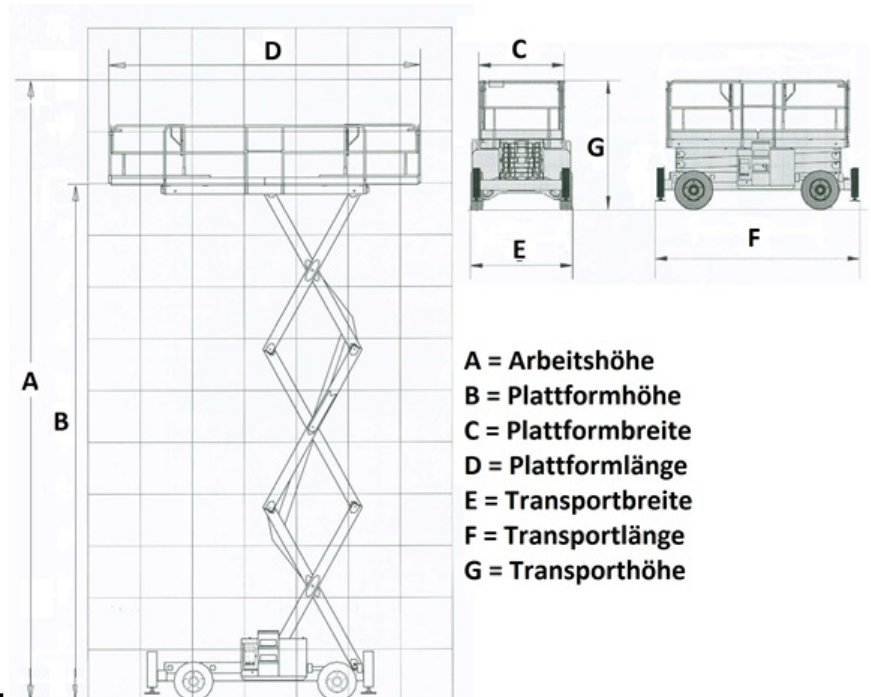 D
C
G
E
F
A
B
A = Arbeitshöhe
B = Plattformhöhe
C = Plattformbreite
D = Plattformlänge
E = Transportbreite
F = Transportlänge
G = Transporthöhe